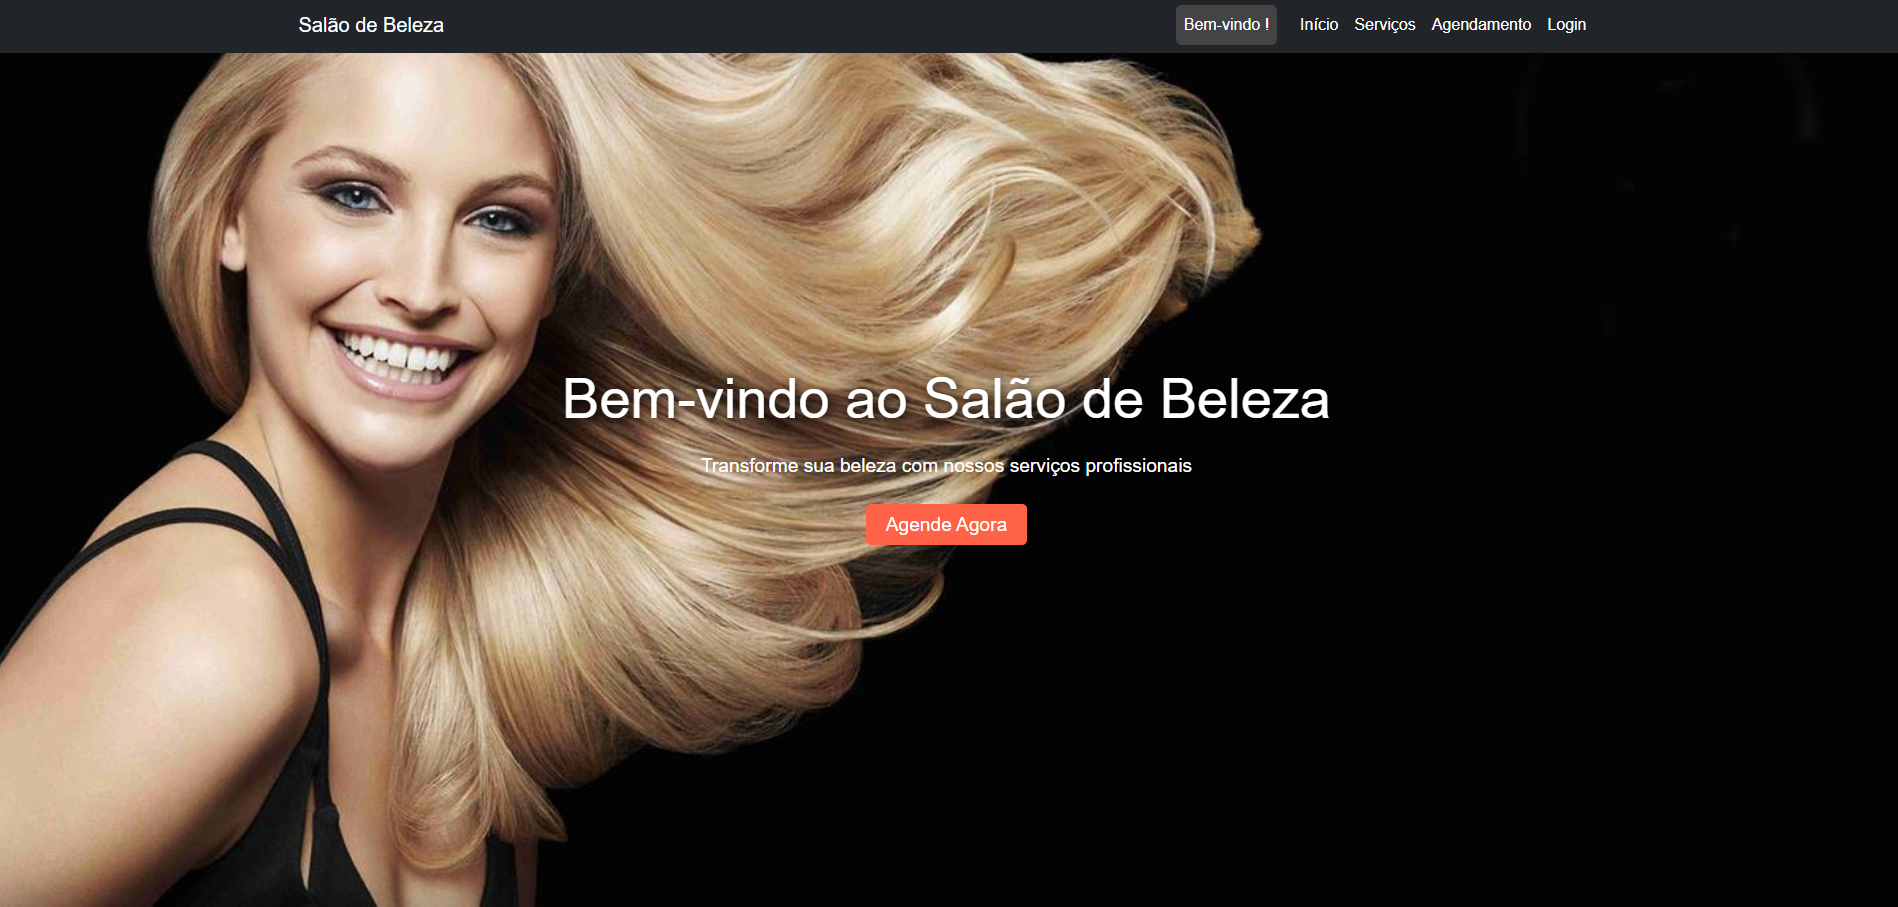 Salão de Beleza
Bem-vindo ! Início Serviços Agendamento Login
Bem-vindo ao Salão de Beleza
Transforme sua beleza com nossos serviços profissionais
Agende Agora